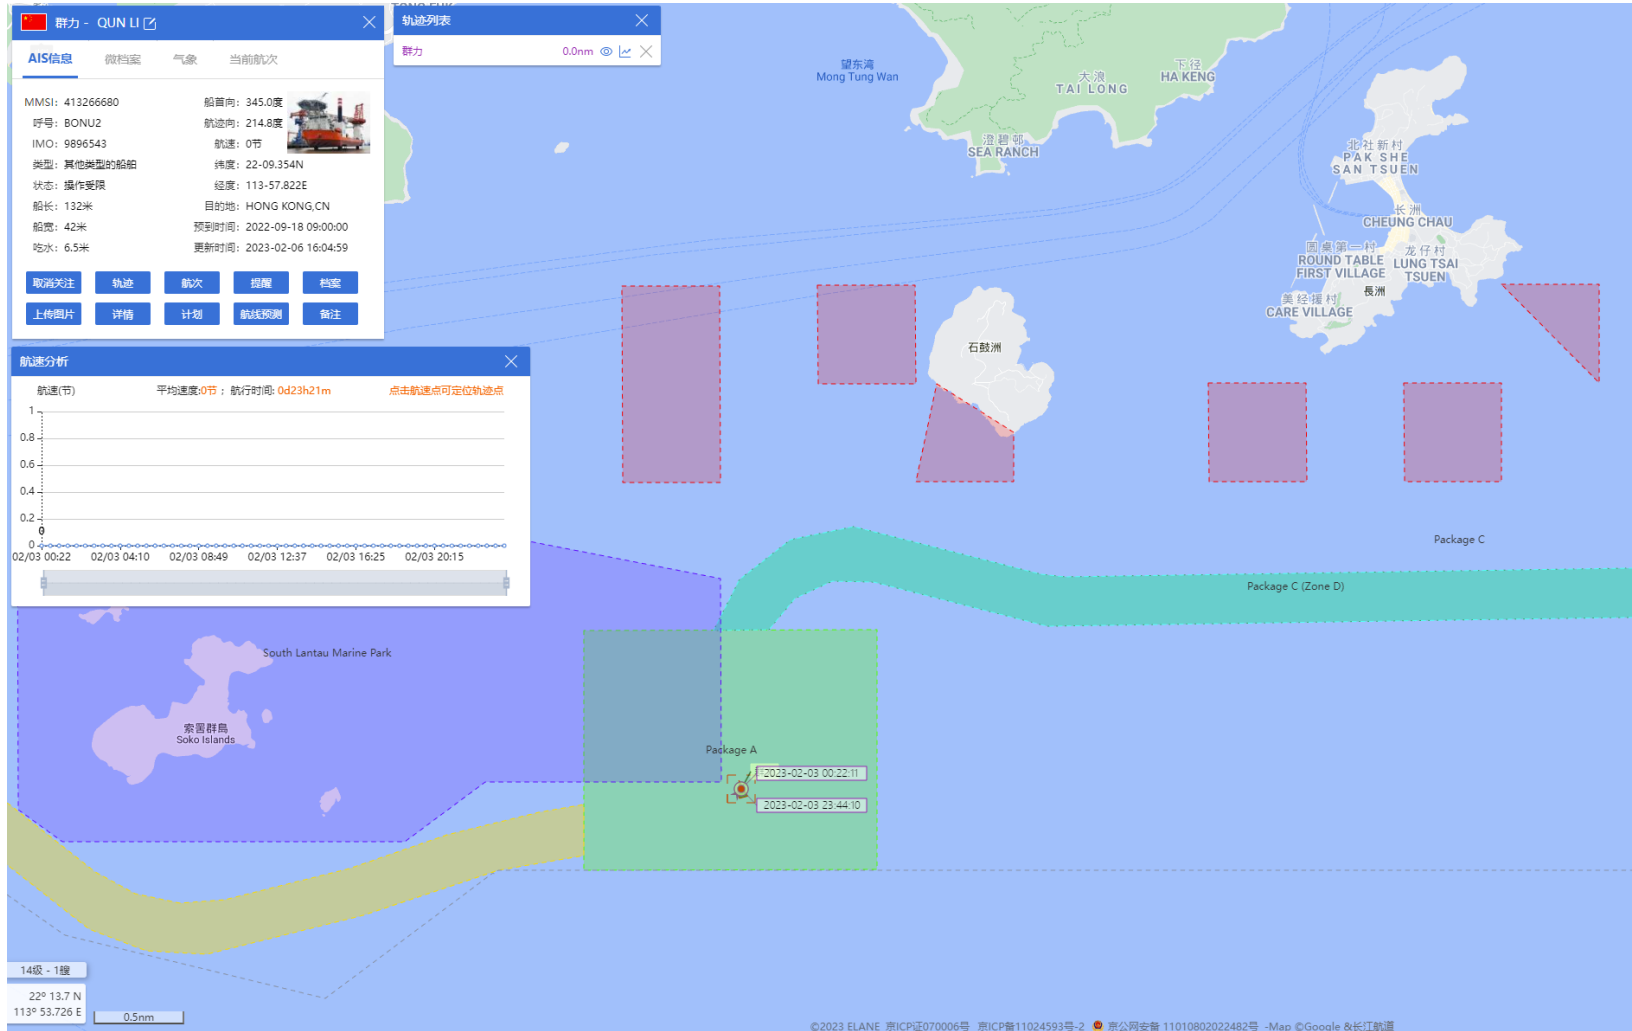 群力 - QUN LI
AIS信息
微档案
气象
当前航次
MMSI: 413266680
船首向: 345.0度
呼号: BONU2
航迹向: 214.8度
IMO: 9896543
航速: 0节
类型: 其他类型的船舶
纬度: 22-09.354N
状态: 操作受限
经度: 113-57.822E
船长: 132米
目的地: HONG KONG,CN
船宽: 42米
预到时间: 2022-09-18 09:00:00
吃水: 6.5米
更新时间: 2023-02-06 16:04:59
取消关注
轨迹
航次
提醒
档案
上传图片
详情
计划
航线预测
备注
轨迹列表
群力
0.0nm
航速分析
航速(节)
平均速度:0节 ; 航行时间: 0d23h21m
点击航速点可定位轨迹点
1
0.8
0.6
0.4
0.2
0
0
02/03 00:22
02/03 04:10
02/03 08:49
02/03 12:37
02/03 16:25
02/03 20:15
望东湾
Mong Tung Wan
大浪
TAI LONG
下径
HA KENG
澄碧邨
SEA RANCH
北社新村
PAK SHE
SAN TSUEN
长洲
CHEUNG CHAU
圆桌第一村
ROUND TABLE
FIRST VILLAGE
龙仔村
LUNG TSAI
TSUEN
長洲
美经援村
CARE VILLAGE
石鼓洲
Package C
Package C (Zone D)
South Lantau Marine Park
索罟群島
Soko Islands
Package A
2023-02-03 00:22:11
2023-02-03 23:44:10
14级 - 1艘
22º 13.7 N
113º 53.726 E
0.5nm
©2023 ELANE 京ICP证070006号 京ICP备11024593号-2 京公网安备 11010802022482号 -Map ©Google &长江航道